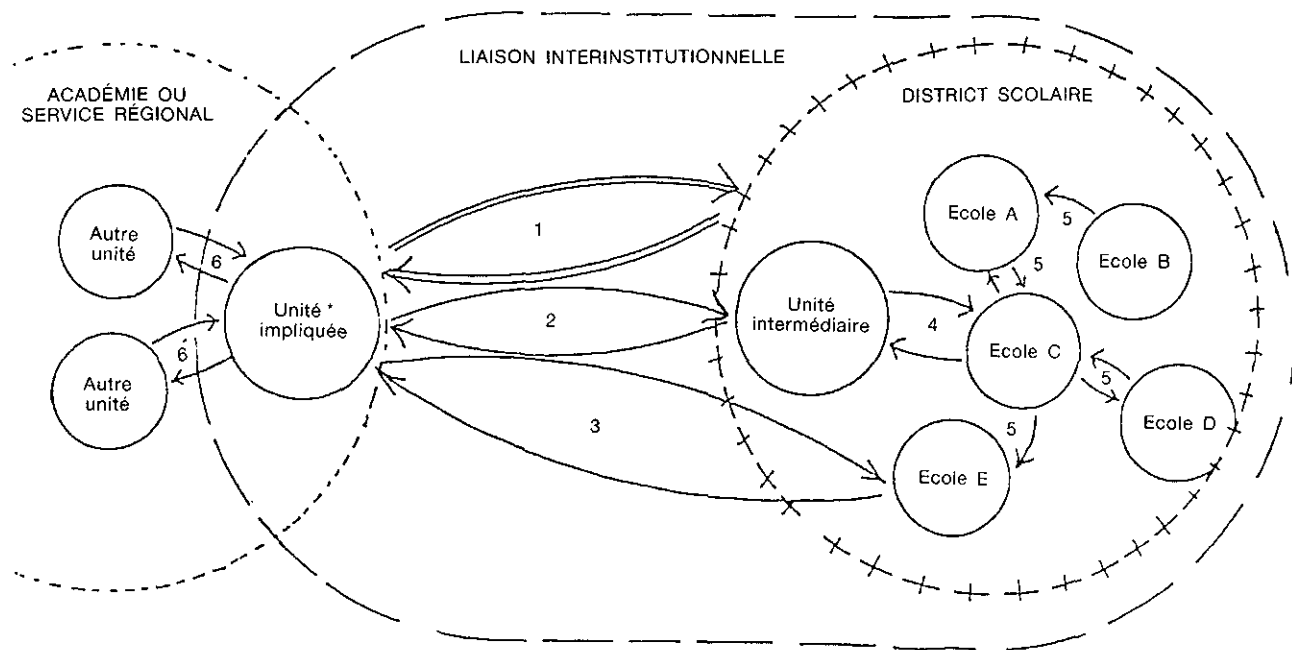 LIAISON INTERINSTITUTIONNELLE
ACADÉMIE OU
SERVICE RÉGIONAL
DISTRICT SCOLAIRE
Autre
unité
6
Unité *
impliquée
Autre
unité
6
1
2
3
Unité
intermédiaire
4
Ecole A
5
Ecole B
5
Ecole C
5
Ecole D
5
Ecole E